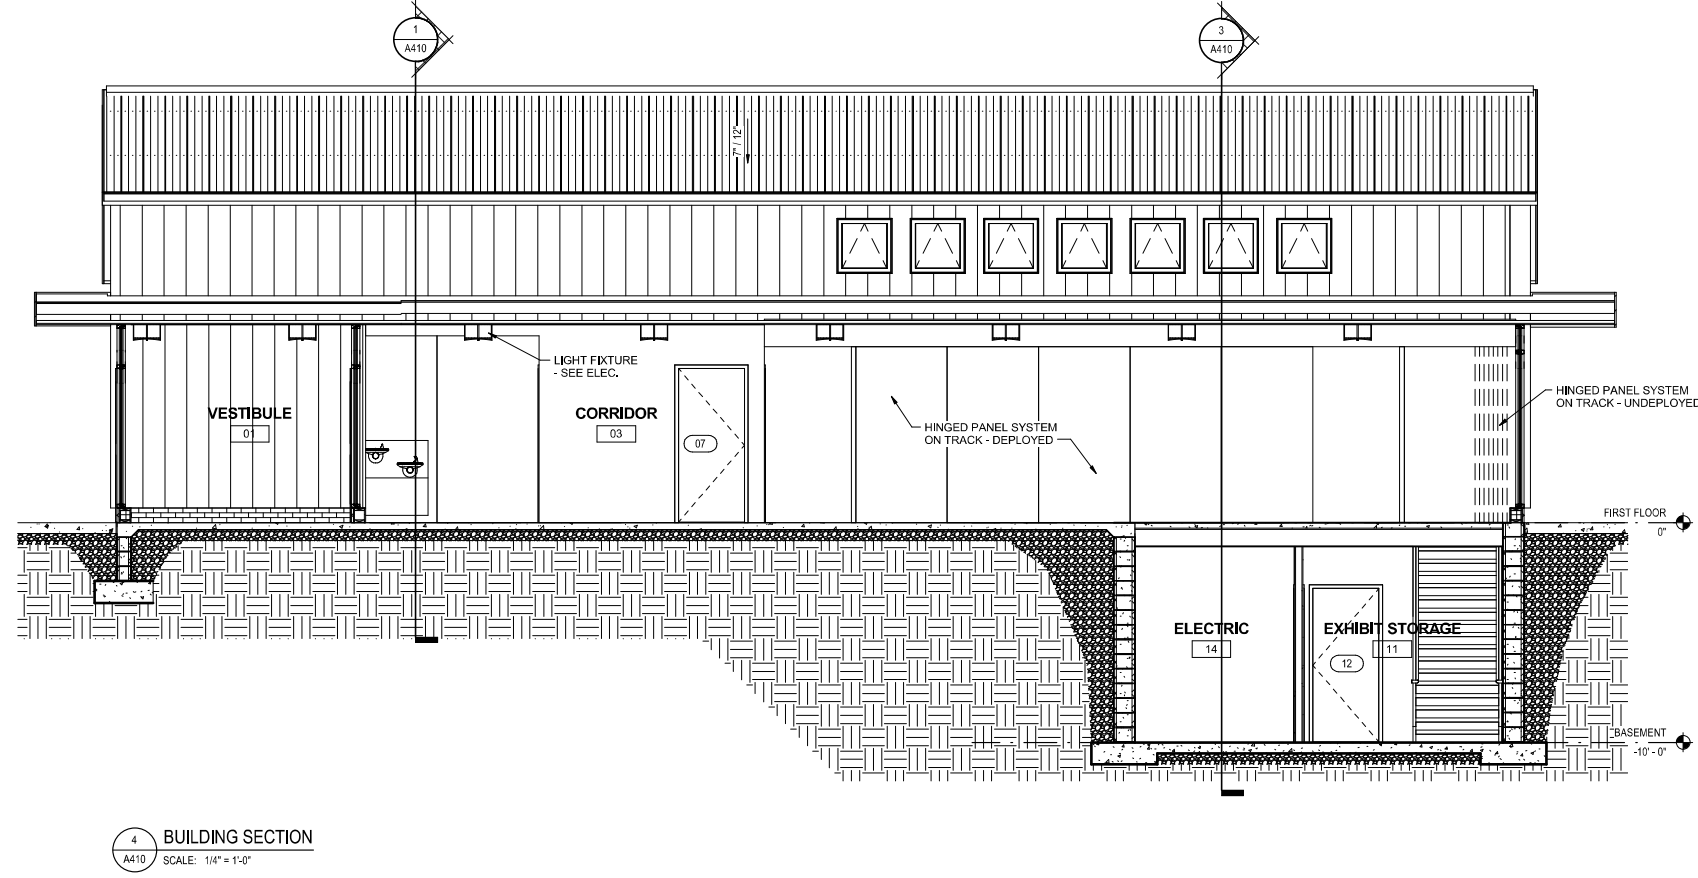 1
A410
3
A410
7" / 12"
LIGHT FIXTURE
- SEE ELEC.
VESTIBULE
01
CORRIDOR
03
07
HINGED PANEL SYSTEM
ON TRACK - DEPLOYED
HINGED PANEL SYSTEM
ON TRACK - UNDEPLOYED
FIRST FLOOR
0"
ELECTRIC
14
EXHIBIT STORAGE
11
12
BASEMENT
-10' - 0"
4
A410
BUILDING SECTION
SCALE: 1/4" = 1'-0"